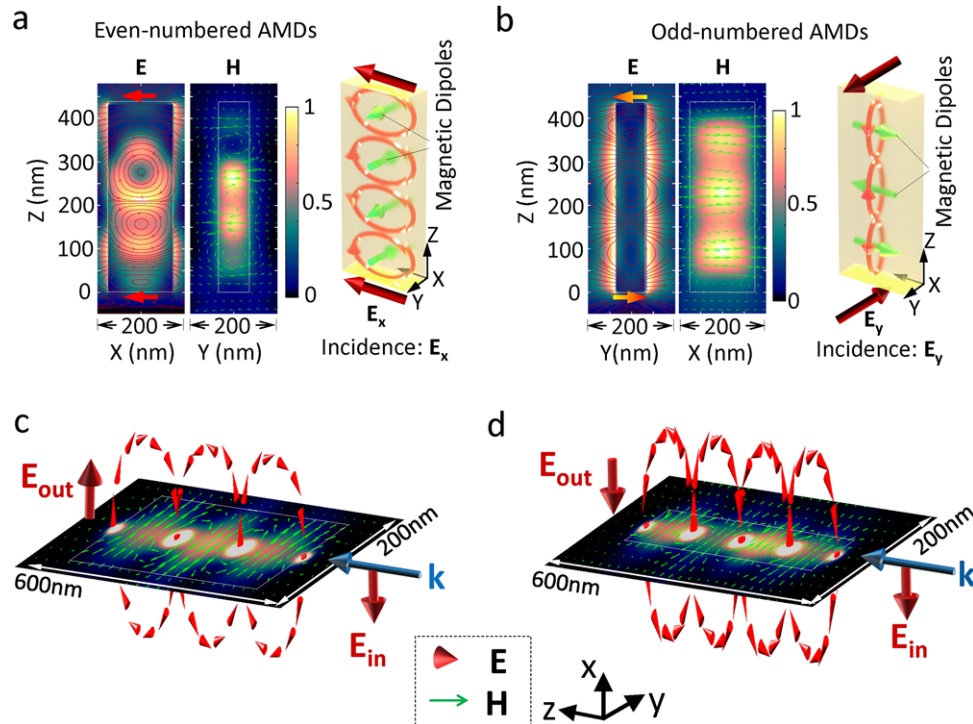 a
Even-numbered AMDs
E H
Z (nm)
400
300
200
100
0
1
0.5
0
200
200
X (nm)
Y (nm)
Magnetic Dipoles
Z
X
Y
Ex
Incidence: Ex
b
Odd-numbered AMDs
E H
Z (nm)
400
300
200
100
0
1
0.5
0
200
200
Y(nm)
X (nm)
Magnetic Dipoles
Z
X
Y
Ey
Incidence: Ey
c
Eout
200nm
600nm
k
Ein
d
Eout
200nm
600nm
k
Ein
E
H
x
y
z